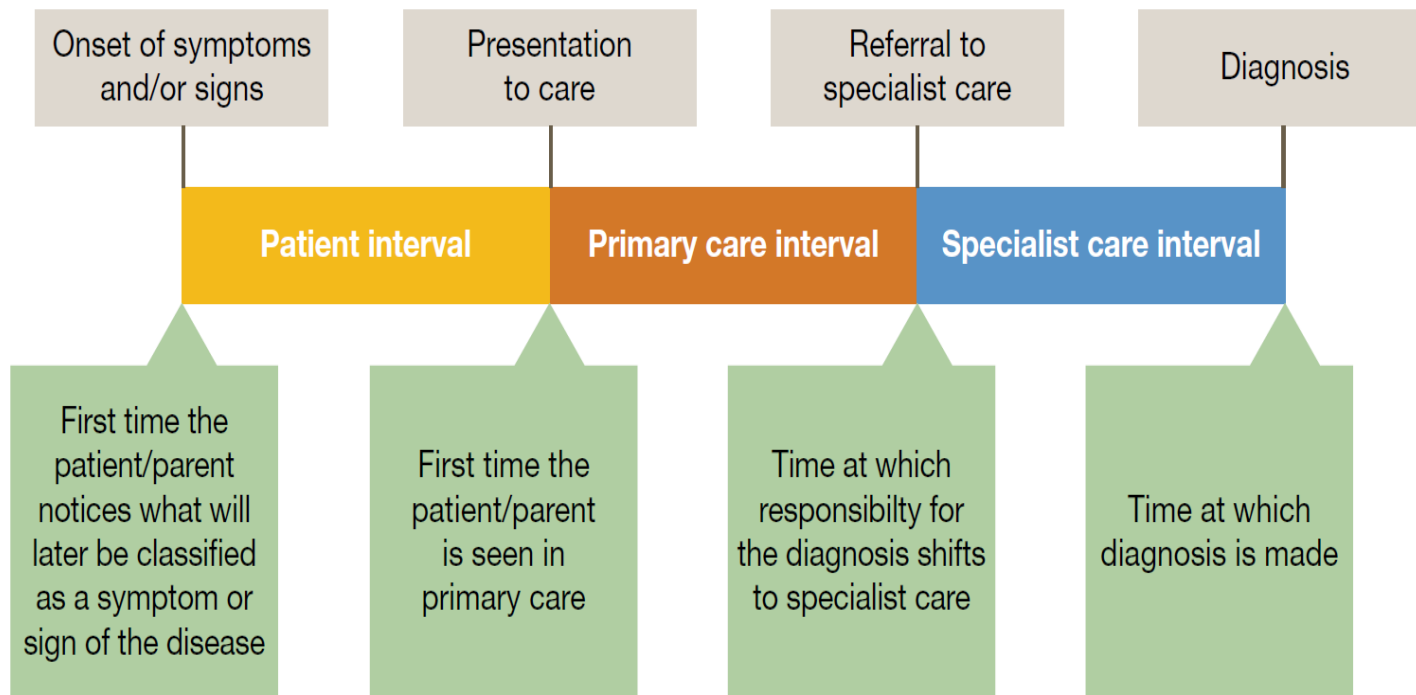 Onset of symptoms
and/or signs
Presentation
to care
Referral to
specialist care
Diagnosis
Patient interval
Primary care interval
Specialist care interval
First time the
patient/parent
notices what will
later be classified
as a symptom or
sign of the disease
First time the
patient/parent
is seen in
primary care
Time at which
responsibilty for
the diagnosis shifts
to specialist care
Time at which
diagnosis is made